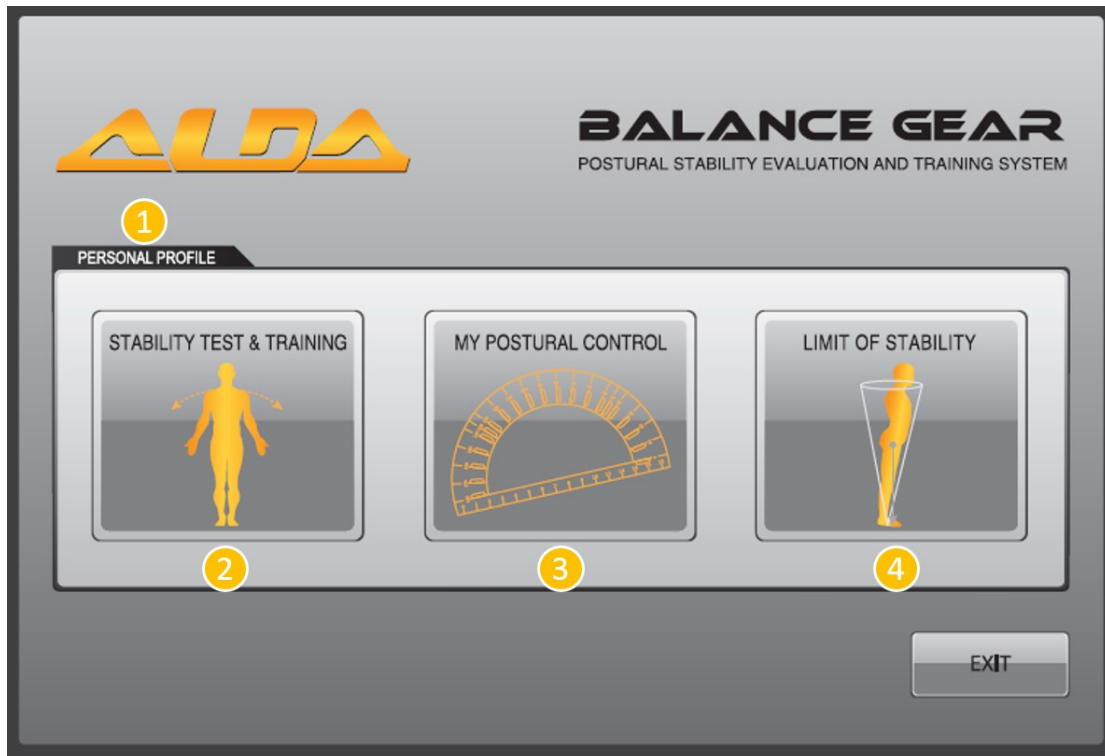 ALDA
BALANCE GEAR
POSTURAL STABILITY EVALUATION AND TRAINING SYSTEM
1
PERSONAL PROFILE
STABILITY TEST & TRAINING
MY POSTURAL CONTROL
LIMIT OF STABILITY
2
3
4
EXIT